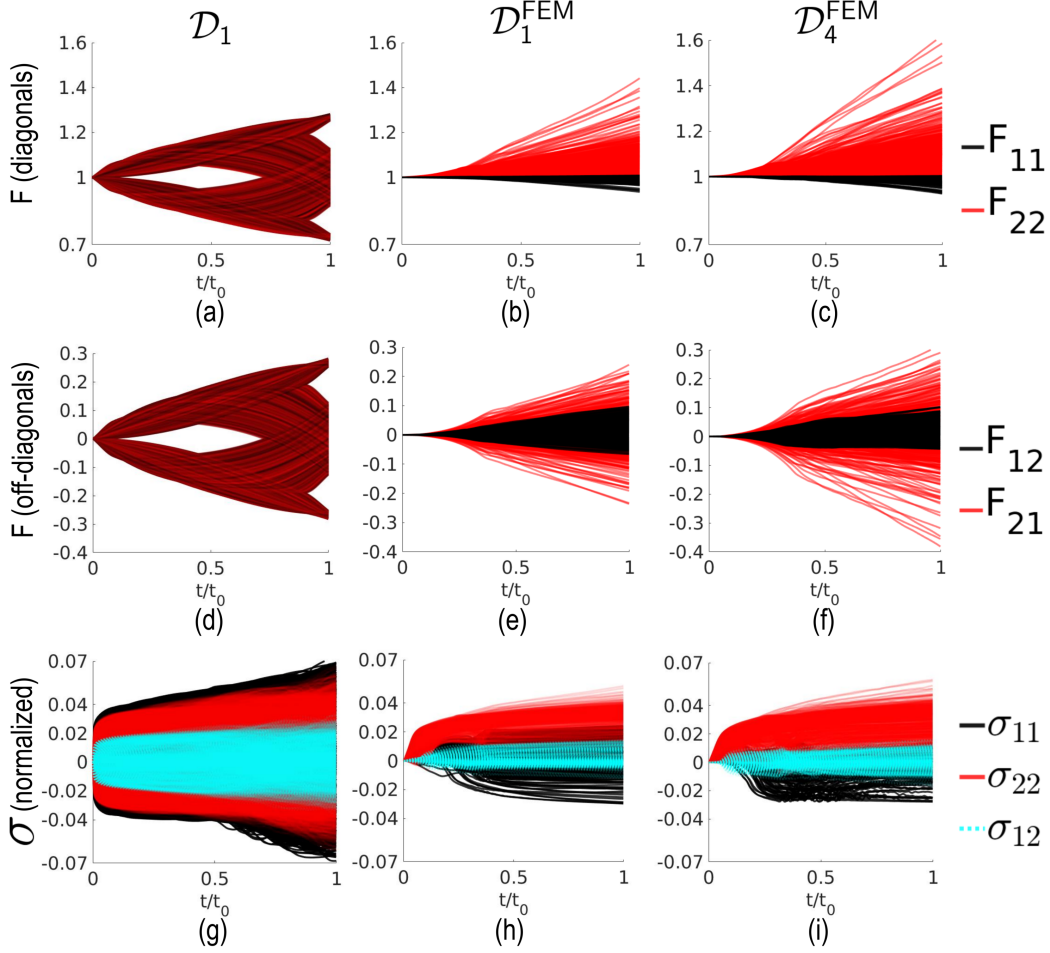 𝒟₁ 𝒟₁^FEM 𝒟₄^FEM
F (diagonals)
1.6 1.6 1.6
1.4 1.4 1.4
1.2 1.2 1.2
1 1 1
0.7 0.7 0.7
0 0.5 1 0 0.5 1 0 0.5 1
t/t₀ t/t₀ t/t₀
(a) (b) (c)
F₁₁
F₂₂
F (off-diagonals)
0.3 0.3 0.3
0.2 0.2 0.2
0.1 0.1 0.1
0 0 0
-0.1 -0.1 -0.1
-0.2 -0.2 -0.2
-0.3 -0.3 -0.3
-0.4 -0.4 -0.4
0 0.5 1 0 0.5 1 0 0.5 1
t/t₀ t/t₀ t/t₀
(d) (e) (f)
F₁₂
F₂₁
σ (normalized)
0.07 0.07 0.07
0.04 0.04 0.04
0.02 0.02 0.02
0 0 0
-0.02 -0.02 -0.02
-0.04 -0.04 -0.04
-0.07 -0.07 -0.07
0 0.5 1 0 0.5 1 0 0.5 1
t/t₀ t/t₀ t/t₀
(g) (h) (i)
σ₁₁
σ₂₂
σ₁₂